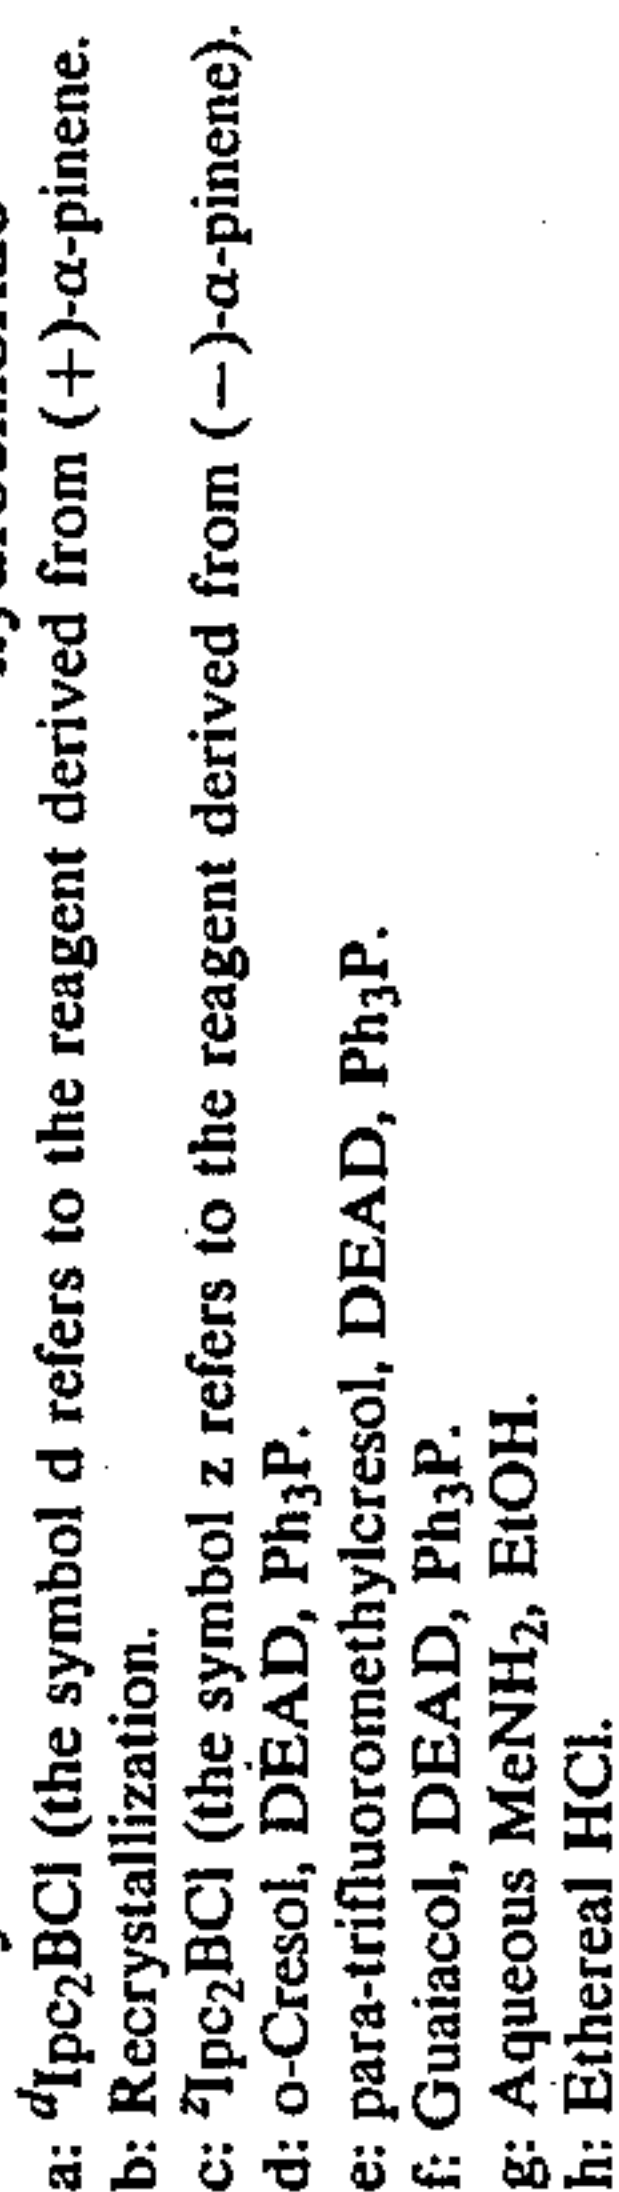 a: ᵈIpc₂BCl (the symbol d refers to the reagent derived from (+)-α-pinene.
b: Recrystallization.
c: ᶻIpc₂BCl (the symbol z refers to the reagent derived from (−)-α-pinene).
d: o-Cresol, DEAD, Ph₃P.
e: para-trifluoromethylcresol, DEAD, Ph₃P.
f: Guaiacol, DEAD, Ph₃P.
g: Aqueous MeNH₂, EtOH.
h: Ethereal HCl.